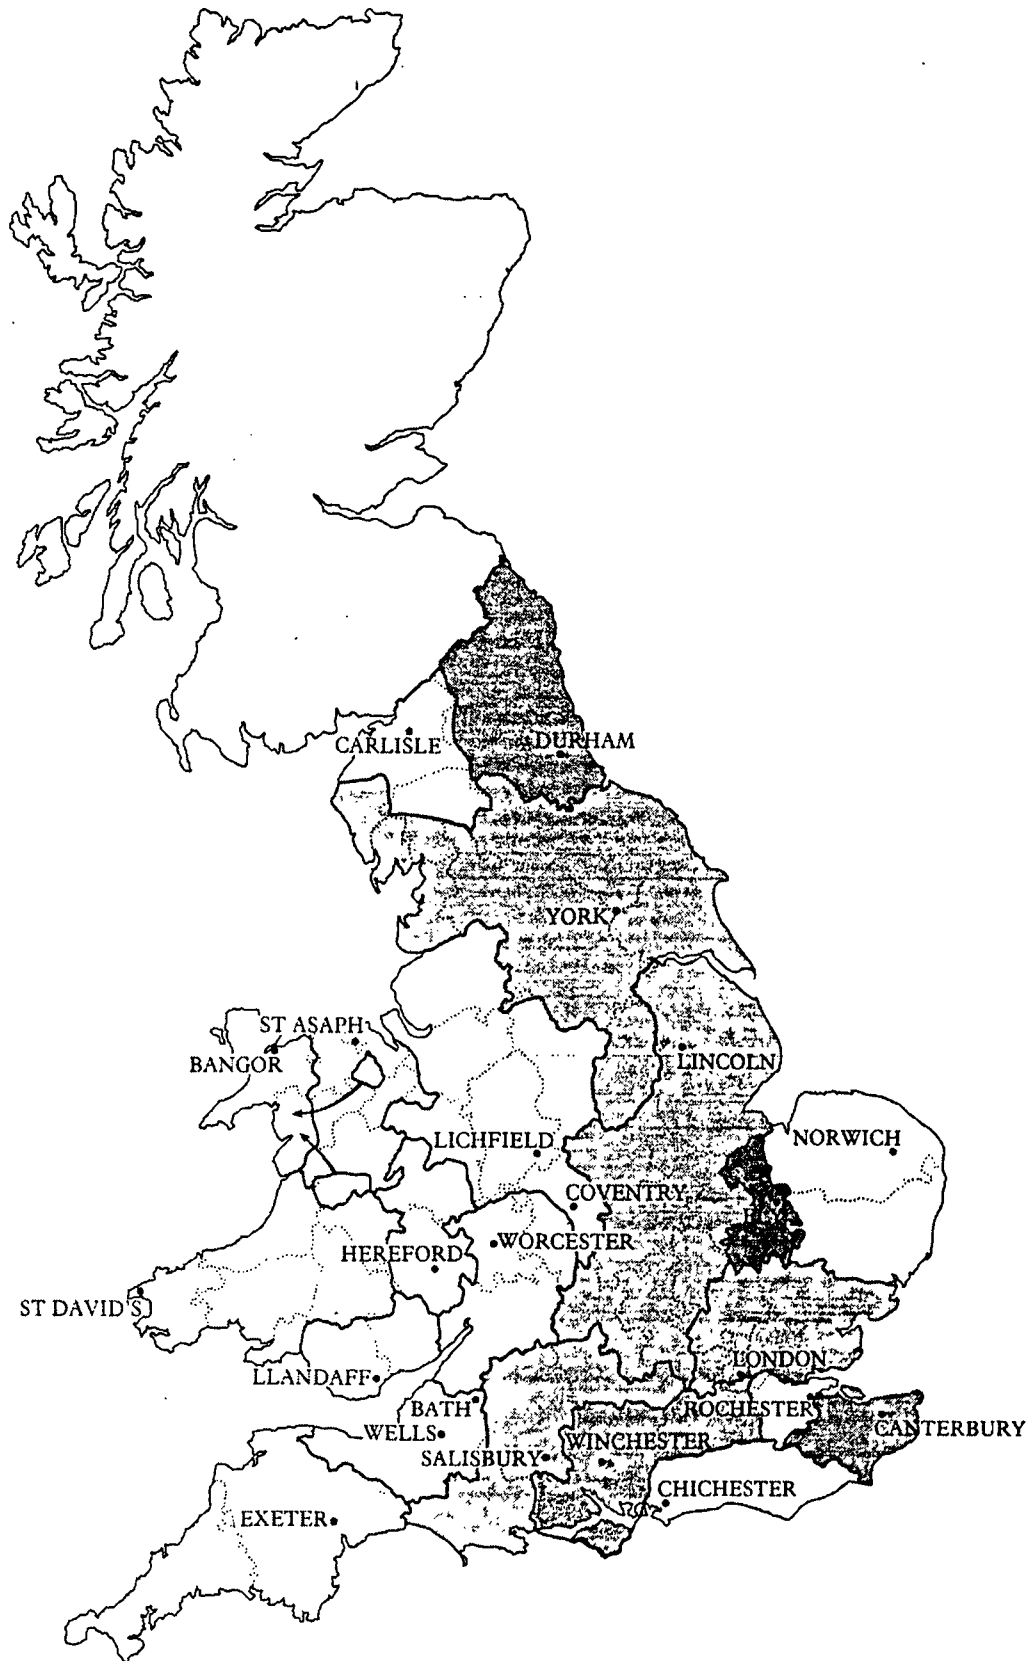 CARLISLE
DURHAM
YORK
ST ASAPH
BANGOR
LINCOLN
NORWICH
LICHFIELD
COVENTRY
ELY
HEREFORD
WORCESTER
ST DAVID'S
LLANDAFF
LONDON
BATH
ROCHESTER
CANTERBURY
WELLS
WINCHESTER
SALISBURY
CHICHESTER
EXETER